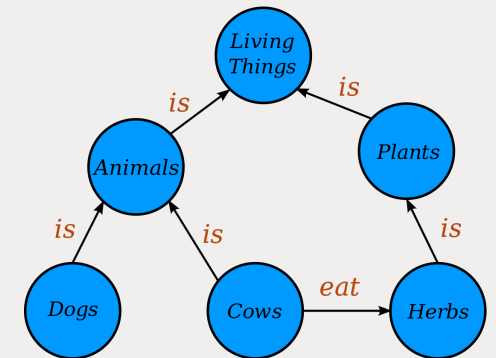 Living
Things
is
is
Animals
Plants
is
is
is
eat
Dogs
Cows
Herbs